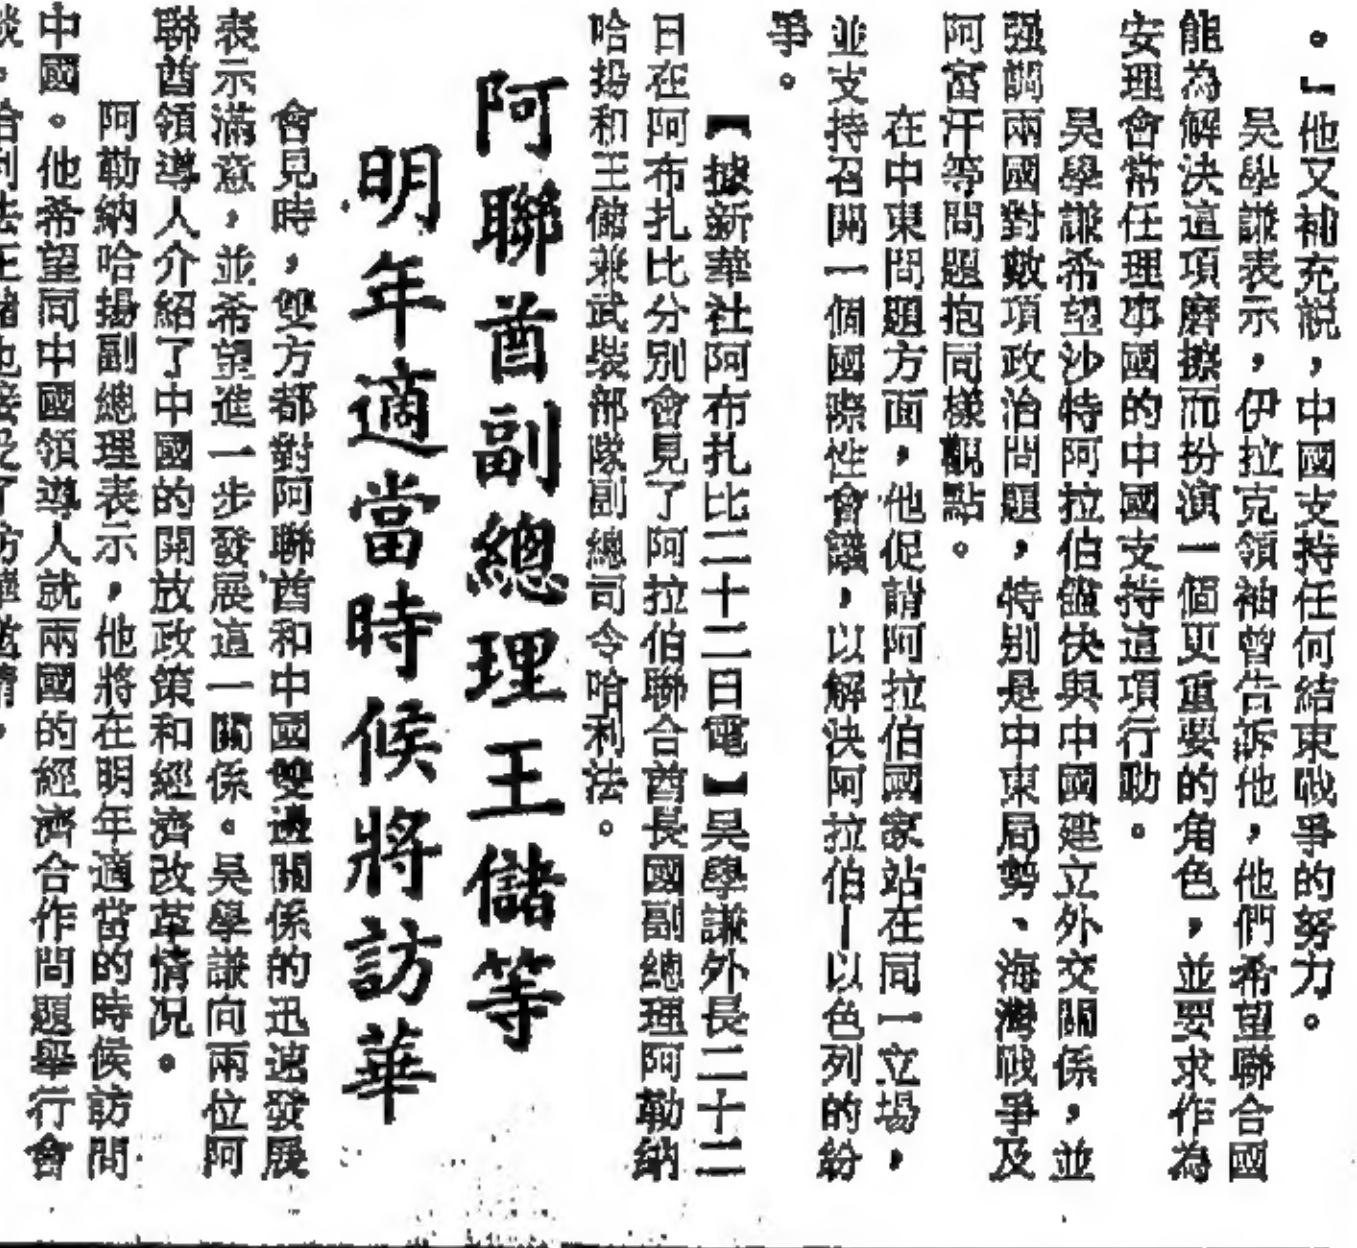 。」他又補充説，中國支持任何結束戰爭的努力。
吳學謙表示，伊拉克領袖曾告訴他，他們希望聯合國
能為解決這項磨擦而扮演一個更重要的角色，並要求作為
安理會常任理事國的中國支持這項行動。
吳學謙希望沙特阿拉伯儘快與中國建立外交關係，並
强調兩國對數項政治問題，特别是中東局勢、海灣戰爭及
阿富汗等問題抱同樣觀點。
在中東問題方面，他促請阿拉伯國家站在同一立場，
並支持召開一個國際性會議，以解決阿拉伯—以色列的紛
爭。
【據新華社阿布扎比二十二日電】吳學謙外長二十二
日在阿布扎比分别會見了阿拉伯聯合酋長國副總理阿勒納
哈揚和王儲兼武裝部隊副總司令哈利法。
阿聯酋副總理王儲等
明年適當時候將訪華
會見時，雙方都對阿聯酋和中國雙邊關係的迅速發展
表示滿意，並希望進一步發展這一關係。吳學謙向兩位阿
聯酋領導人介紹了中國的開放政策和經濟改革情况。
阿勒納哈揚副總理表示，他將在明年適當的時候訪問
中國。他希望同中國領導人就兩國的經濟合作問題舉行會